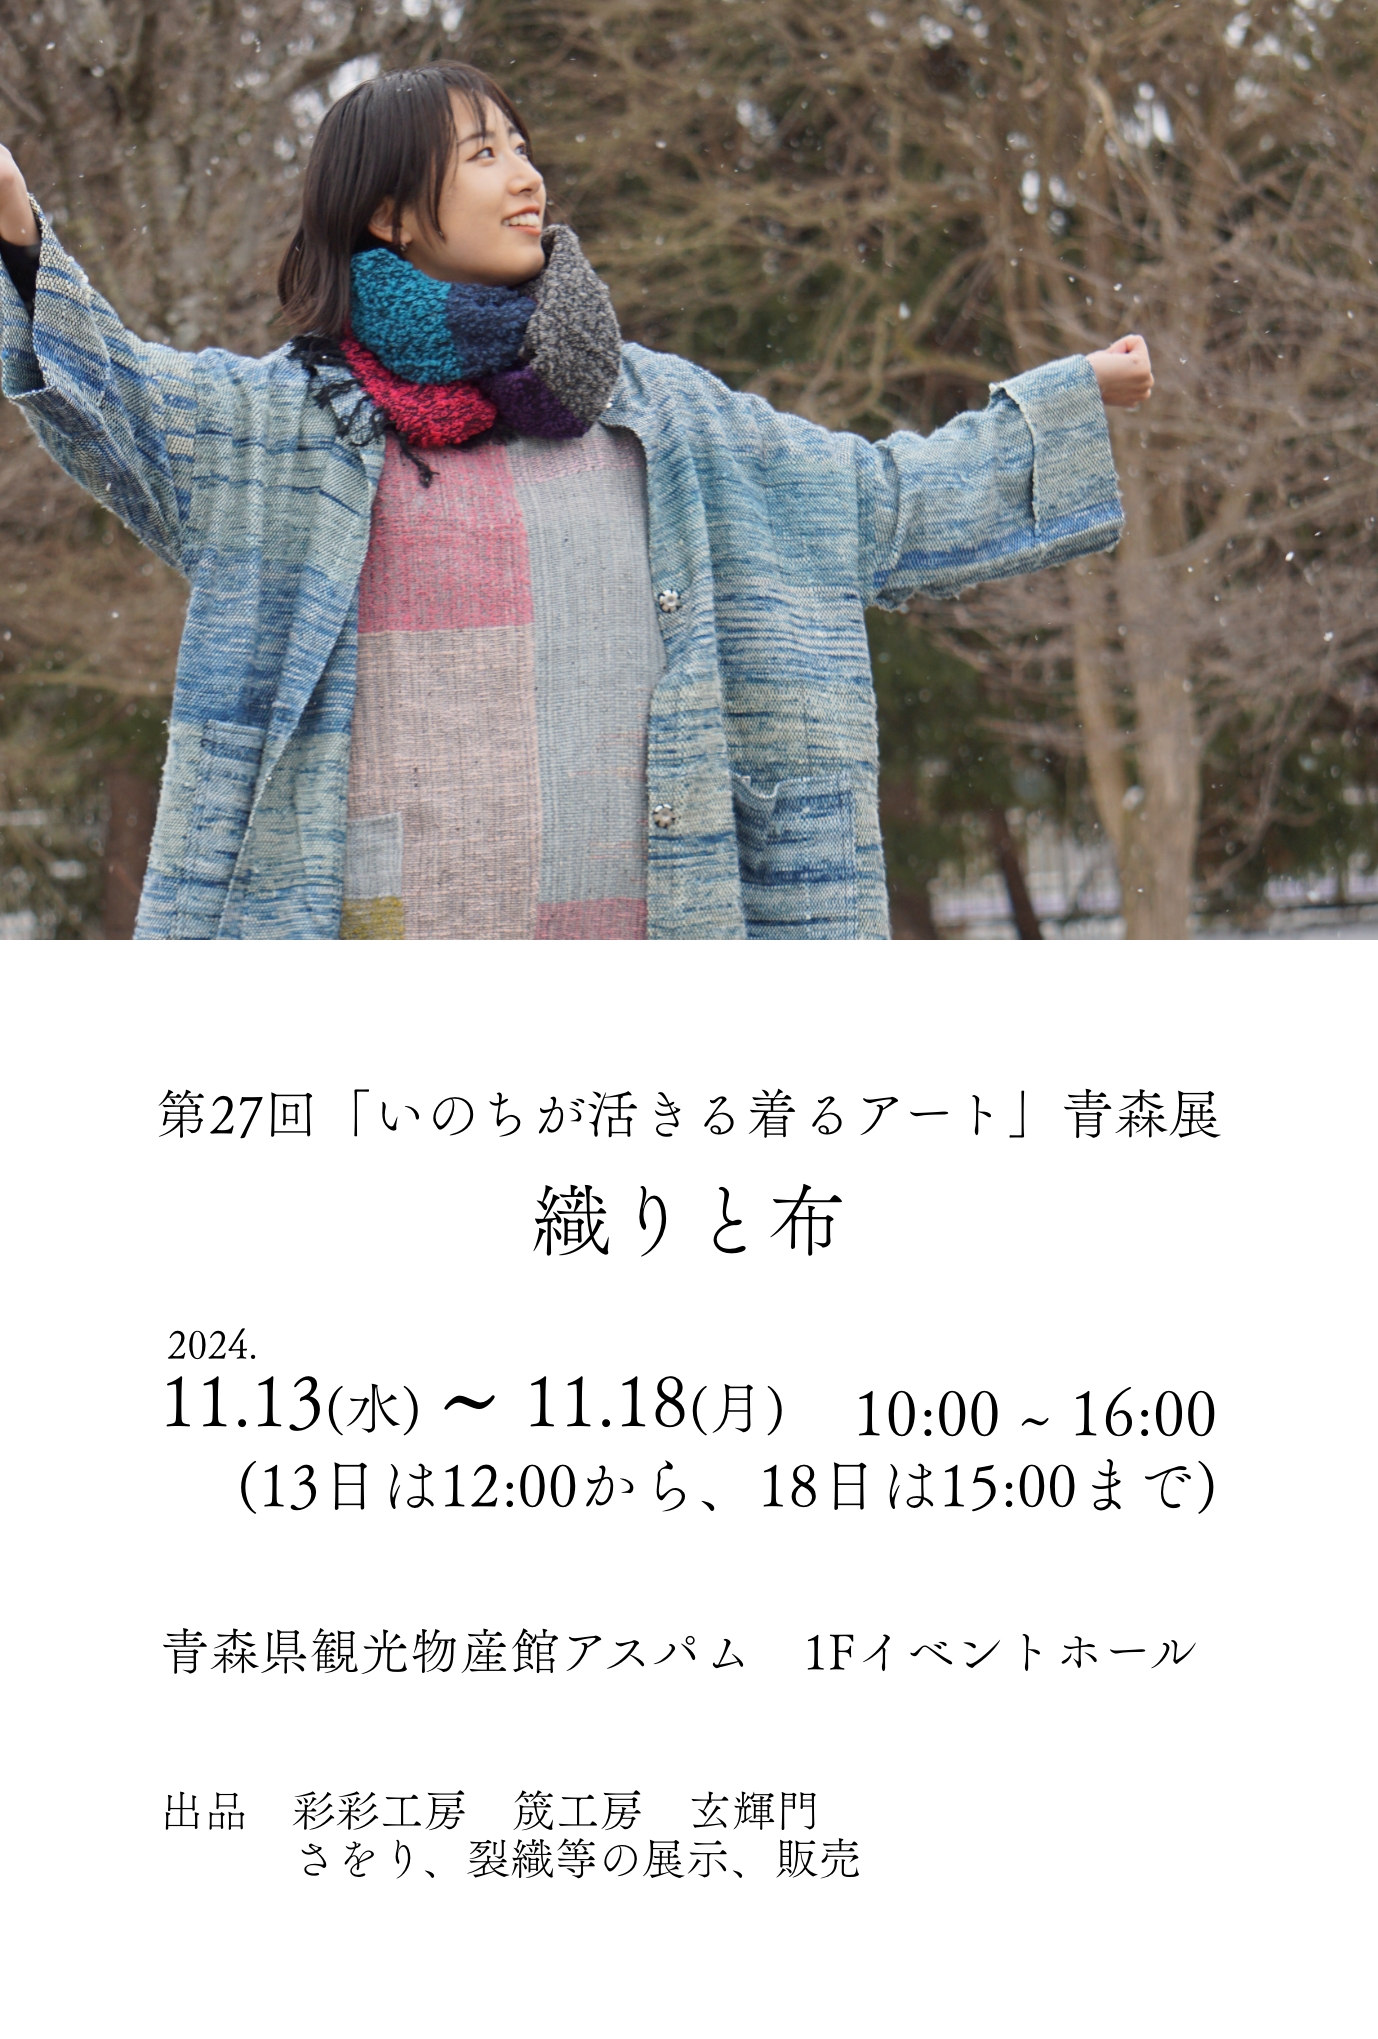 第27回「いのちが活きる着るアート」青森展
織りと布
2024.
11.13(水) ~ 11.18(月) 10:00 ~ 16:00
(13日は12:00から、18日は15:00まで)
青森県観光物産館アスパム　1Fイベントホール
出品　彩彩工房　筬工房　玄輝門
さをり、裂織等の展示、販売